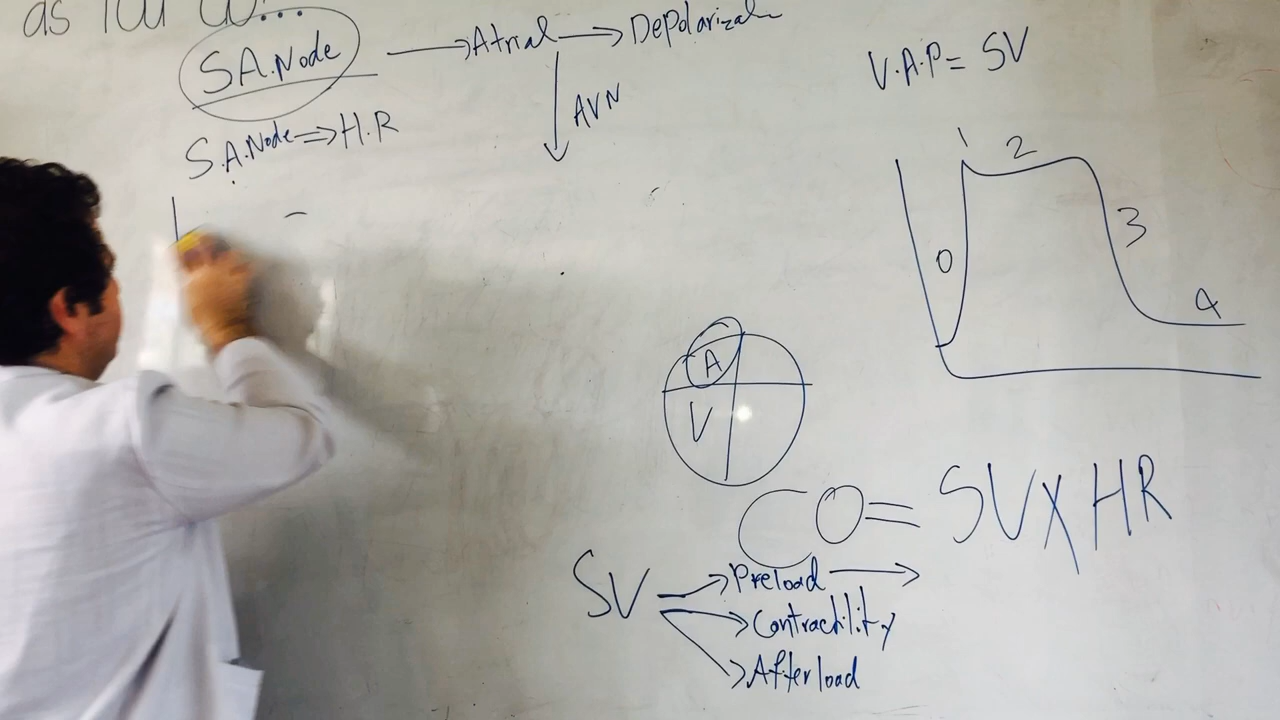 as
SA.Node → Atrial → Depolarizat
AVN
S.A.Node ⇒ H.R
V.A.P = SV
1
2
0
3
4
A
V
CO = SV X HR
SV → Preload →
→ Contractility
→ Afterload